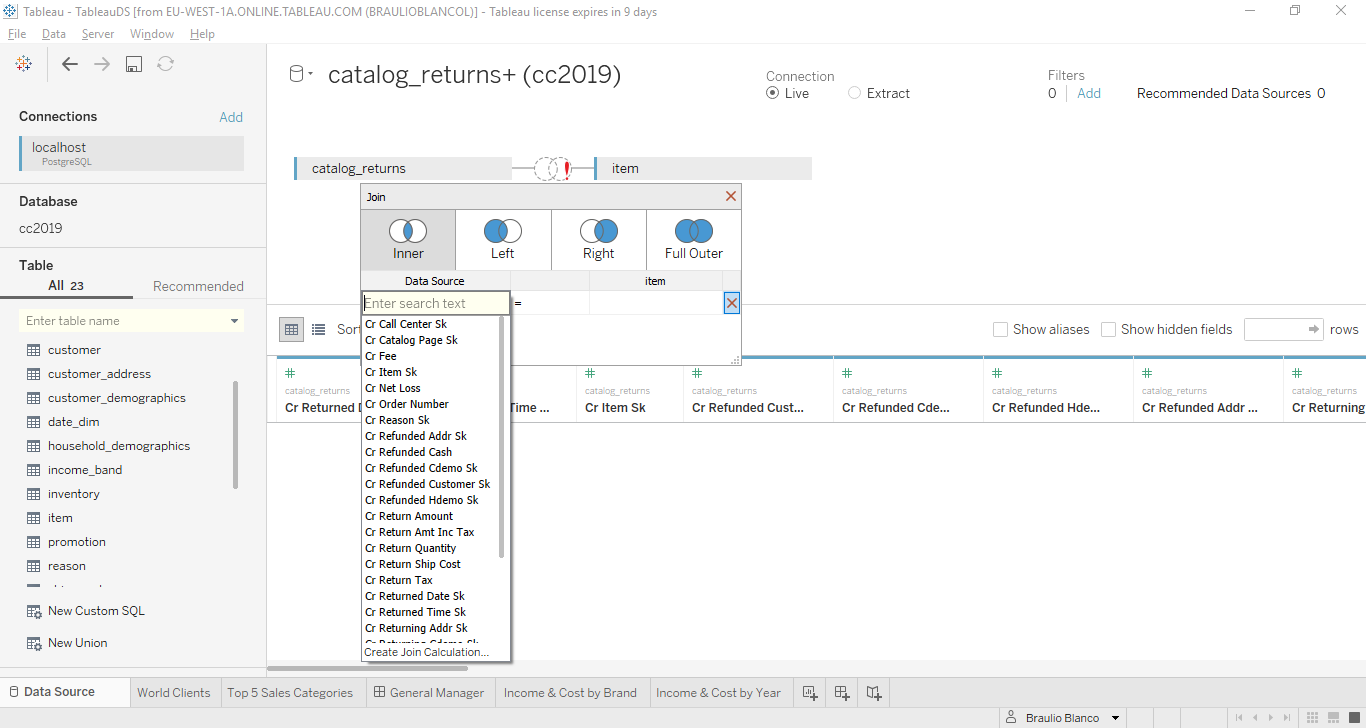 Tableau - TableauDS [from EU-WEST-1A.ONLINE.TABLEAU.COM (BRAULIOBLANCOL)] - Tableau license expires in 9 days
File Data Server Window Help
Connections Add
localhost
PostgreSQL
Database
cc2019
Table
All 23 Recommended
Enter table name
customer
customer_address
customer_demographics
date_dim
household_demographics
income_band
inventory
item
promotion
reason
New Custom SQL
New Union
catalog_returns+ (cc2019)
Connection
Live Extract
Filters
0 Add
Recommended Data Sources 0
catalog_returns item
Join
Inner Left Right Full Outer
Data Source item
Enter search text =
Cr Call Center Sk
Cr Catalog Page Sk
Cr Fee
Cr Item Sk
Cr Net Loss
Cr Order Number
Cr Reason Sk
Cr Refunded Addr Sk
Cr Refunded Cash
Cr Refunded Cdemo Sk
Cr Refunded Customer Sk
Cr Refunded Hdemo Sk
Cr Return Amount
Cr Return Amt Inc Tax
Cr Return Quantity
Cr Return Ship Cost
Cr Return Tax
Cr Returned Date Sk
Cr Returned Time Sk
Cr Returning Addr Sk
Create Join Calculation...
Sort
Show aliases Show hidden fields rows
# # # # # # #
catalog_returns catalog_returns catalog_returns catalog_returns catalog_returns catalog_returns catalog_returns
Cr Returned D Time ... Cr Item Sk Cr Refunded Cust... Cr Refunded Cde... Cr Refunded Hde... Cr Refunded Addr ... Cr Returning
Data Source World Clients Top 5 Sales Categories General Manager Income & Cost by Brand Income & Cost by Year
Braulio Blanco